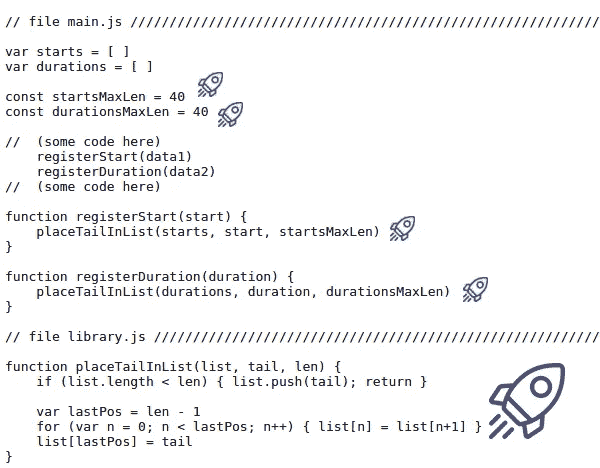 // file main.js ////////////////////////////////////////////////////////////
var starts = [ ]
var durations = [ ]
const startsMaxLen = 40
const durationsMaxLen = 40
//  (some code here)
    registerStart(data1)
    registerDuration(data2)
//  (some code here)
function registerStart(start) {
    placeTailInList(starts, start, startsMaxLen)
}
function registerDuration(duration) {
    placeTailInList(durations, duration, durationsMaxLen)
}
// file library.js /////////////////////////////////////////////////////////
function placeTailInList(list, tail, len) {
    if (list.length < len) { list.push(tail); return }
    var lastPos = len - 1
    for (var n = 0; n < lastPos; n++) { list[n] = list[n+1] }
    list[lastPos] = tail
}